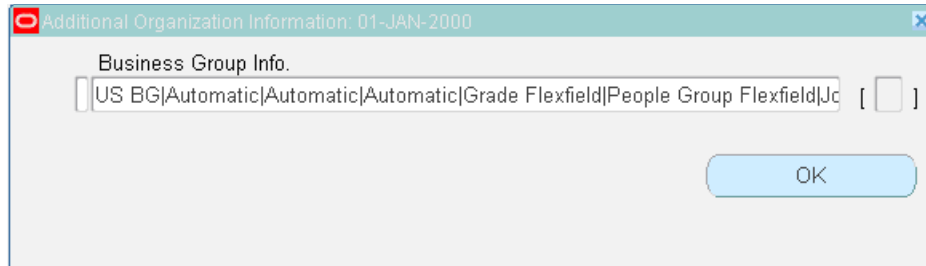 Additional Organization Information: 01-JAN-2000
Business Group Info.
US BG|Automatic|Automatic|Automatic|Grade Flexfield|People Group Flexfield|Jc [ ]
OK